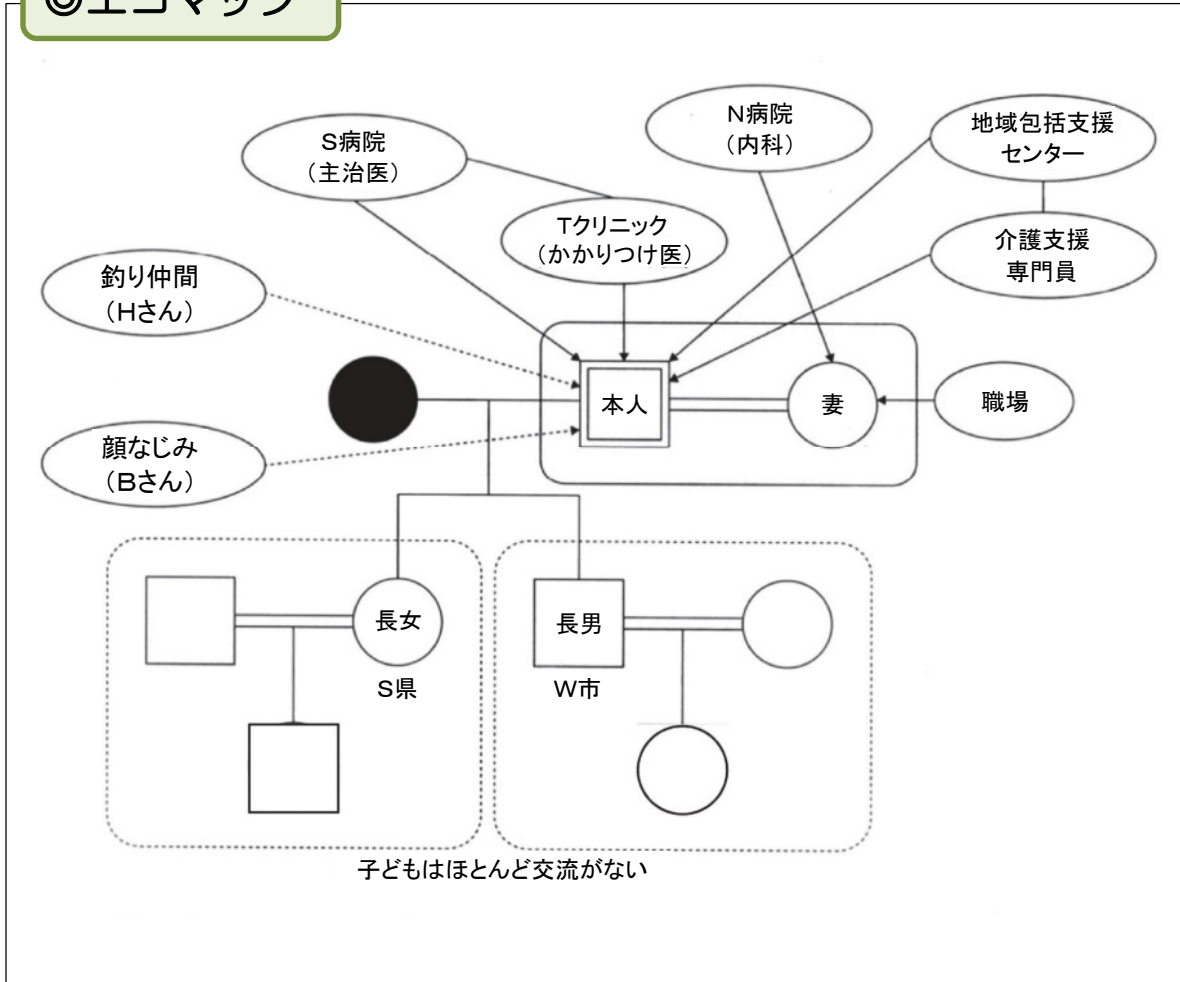 ◎エコマップ
S病院
（主治医）
N病院
（内科）
地域包括支援
センター
Tクリニック
（かかりつけ医）
介護支援
専門員
釣り仲間
（Hさん）
本人
妻
職場
顔なじみ
（Bさん）
長女
長男
S県
W市
子どもはほとんど交流がない